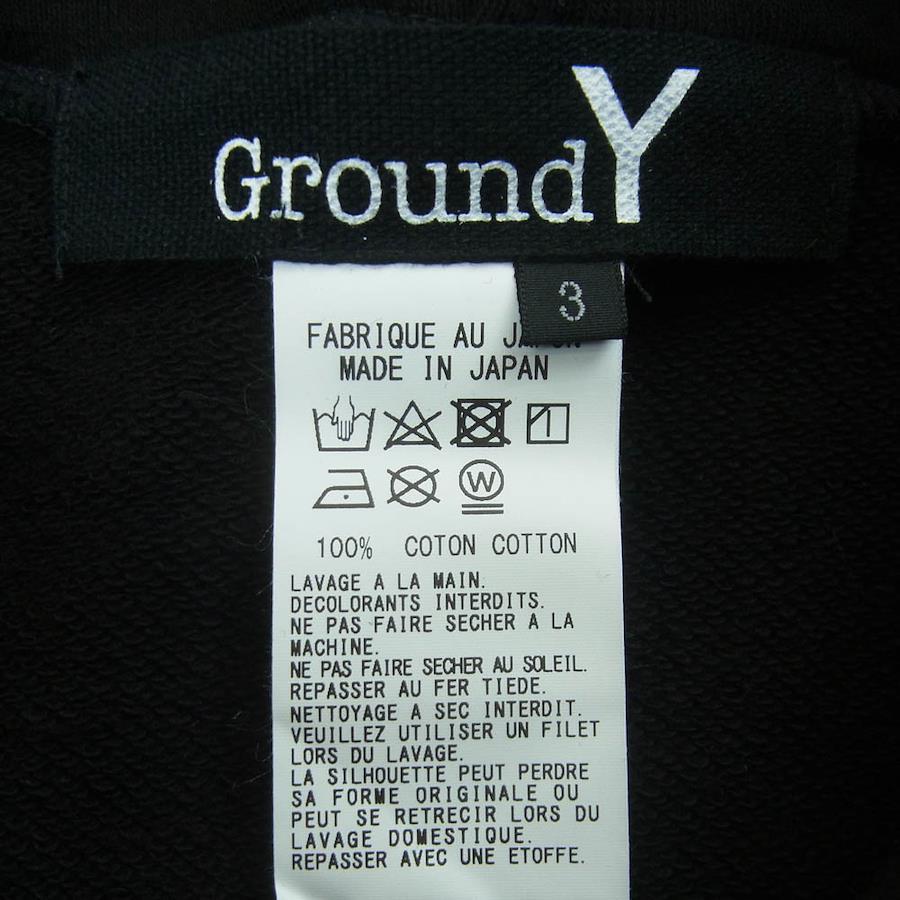 Ground Y
3
FABRIQUE AU JAPON
MADE IN JAPAN
W
100% COTON COTTON
LAVAGE A LA MAIN.
DECOLORANTS INTERDITS.
NE PAS FAIRE SECHER A LA
MACHINE.
NE PAS FAIRE SECHER AU SOLEIL.
REPASSER AU FER TIEDE.
NETTOYAGE A SEC INTERDIT.
VEUILLEZ UTILISER UN FILET
LORS DU LAVAGE.
LA SILHOUETTE PEUT PERDRE
SA FORME ORIGINALE OU
PEUT SE RETRECIR LORS DU
LAVAGE DOMESTIQUE.
REPASSER AVEC UNE ETOFFE.